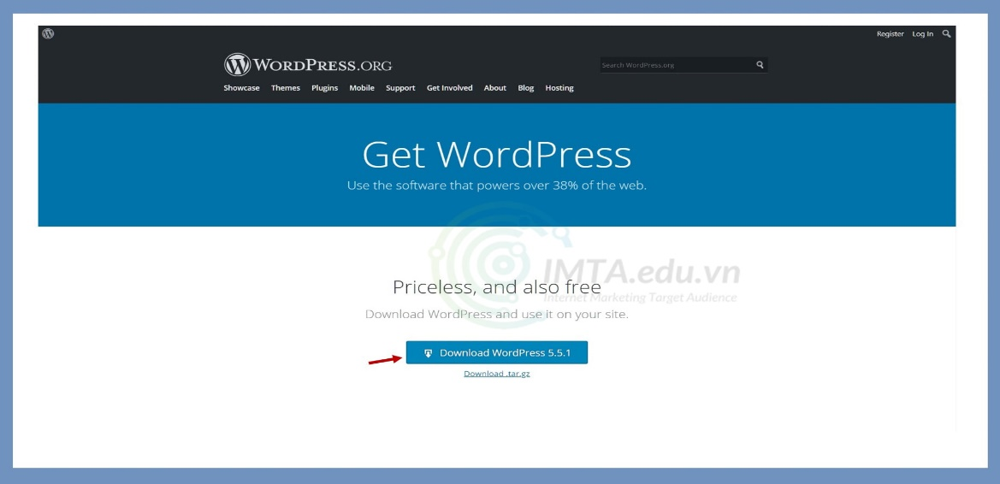 Register Log In
WORDPRESS.ORG
Search WordPress.org
Showcase Themes Plugins Mobile Support Get Involved About Blog Hosting
Get WordPress
Use the software that powers over 38% of the web.
IMTA.edu.vn
Internet Marketing Target Audience
Priceless, and also free
Download WordPress and use it on your site.
Download WordPress 5.5.1
Download .tar.gz